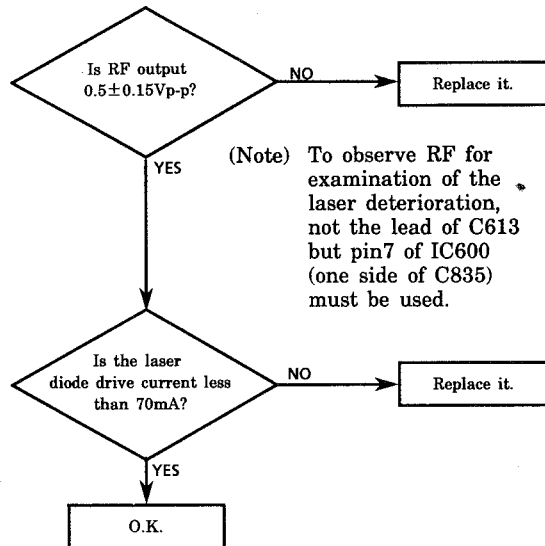 Is RF output
0.5±0.15Vp-p?
NO
Replace it.
YES
(Note) To observe RF for
examination of the
laser deterioration,
not the lead of C613
but pin7 of IC600
(one side of C835)
must be used.
Is the laser
diode drive current less
than 70mA?
NO
Replace it.
YES
O.K.